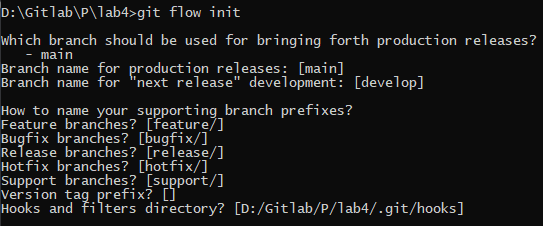 D:\Gitlab\P\lab4>git flow init
Which branch should be used for bringing forth production releases?
   - main
Branch name for production releases: [main]
Branch name for "next release" development: [develop]
How to name your supporting branch prefixes?
Feature branches? [feature/]
Bugfix branches? [bugfix/]
Release branches? [release/]
Hotfix branches? [hotfix/]
Support branches? [support/]
Version tag prefix? []
Hooks and filters directory? [D:/Gitlab/P/lab4/.git/hooks]